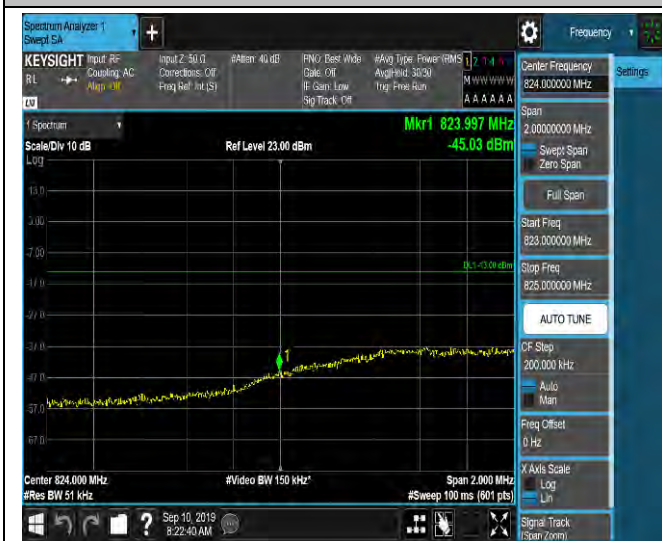 Spectrum Analyzer 1
Swept SA
+
Frequency
KEYSIGHT
Input: RF
Coupling: AC
Align: Off
Input Z: 50 Ω
Corrections: Off
Freq Ref: Int (S)
#Atten: 40 dB
PNO: Best Wide
Gate: Off
IF Gain: Low
Sig Track: Off
#Avg Type: Power (RMS)
Avg|Hold: 30/30
Trig: Free Run
M W W W W W
A A A A A A
RL
LW
1 Spectrum
Scale/Div 10 dB
Log
Ref Level 23.00 dBm
Mkr1 823.997 MHz
-45.03 dBm
13.0
3.00
-7.00
-17.0
-27.0
-37.0
-47.0
-57.0
-67.0
DL1 -13.00 dBm
1
Center 824.000 MHz
#Res BW 51 kHz
#Video BW 150 kHz*
Span 2.000 MHz
#Sweep 100 ms (601 pts)
Center Frequency
824.000000 MHz
Span
2.00000000 MHz
Swept Span
Zero Span
Full Span
Start Freq
823.000000 MHz
Stop Freq
825.000000 MHz
AUTO TUNE
CF Step
200.000 kHz
Auto
Man
Freq Offset
0 Hz
X Axis Scale
Log
Lin
Signal Track
(Span Zoom)
Settings
?
Sep 10, 2019
8:22:40 AM